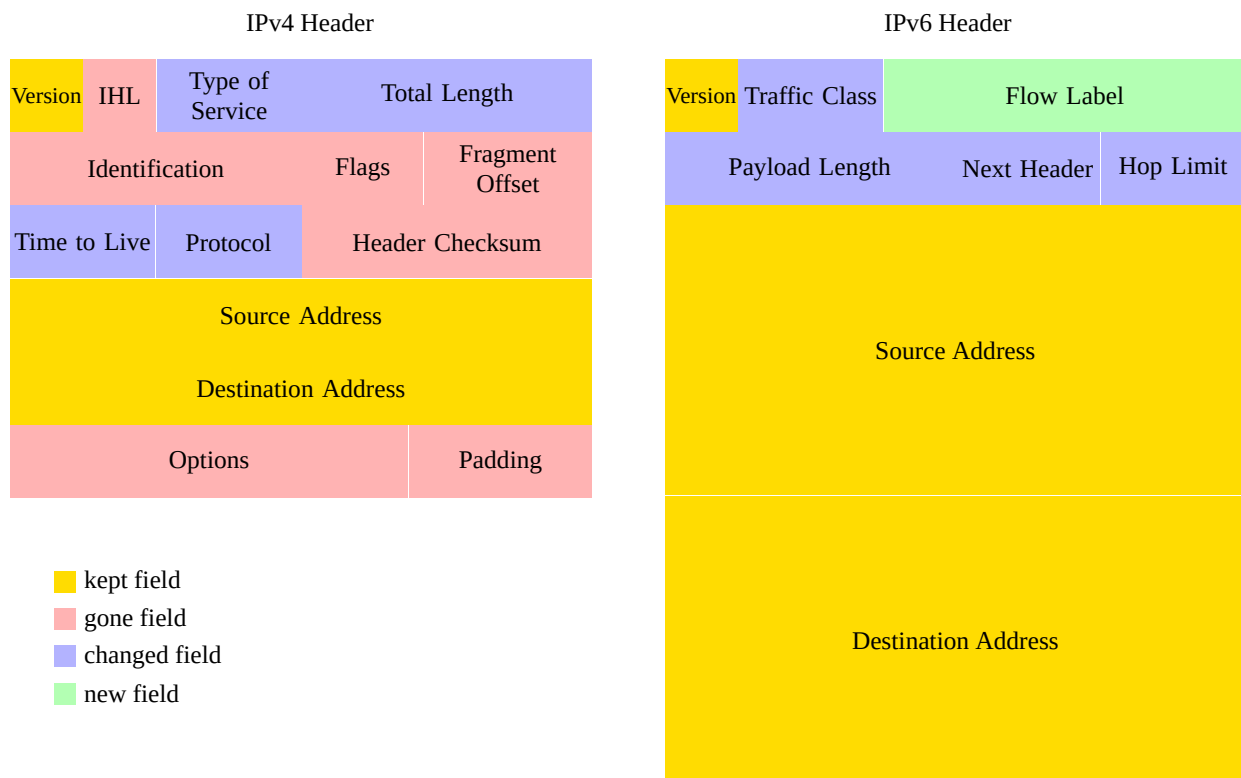 IPv4 Header
Version IHL Type of
Service Total Length
Identification Flags Fragment
Offset
Time to Live Protocol Header Checksum
Source Address
Destination Address
Options Padding
kept field
gone field
changed field
new field
IPv6 Header
Version Traffic Class Flow Label
Payload Length Next Header Hop Limit
Source Address
Destination Address